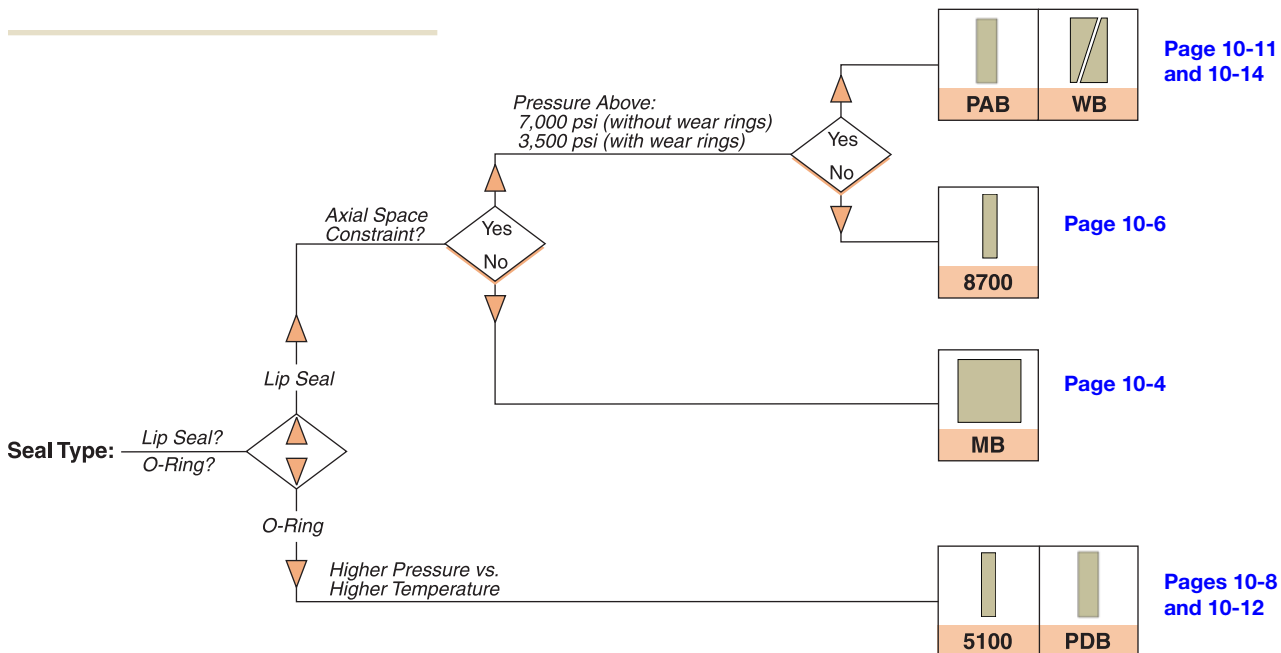 Page 10-11
and 10-14
PAB
WB
Pressure Above:
7,000 psi (without wear rings)
3,500 psi (with wear rings)
Yes
No
Page 10-6
8700
Axial Space
Constraint?
Yes
No
Page 10-4
MB
Lip Seal
Seal Type:
Lip Seal?
O-Ring?
O-Ring
Higher Pressure vs.
Higher Temperature
Pages 10-8
and 10-12
5100
PDB